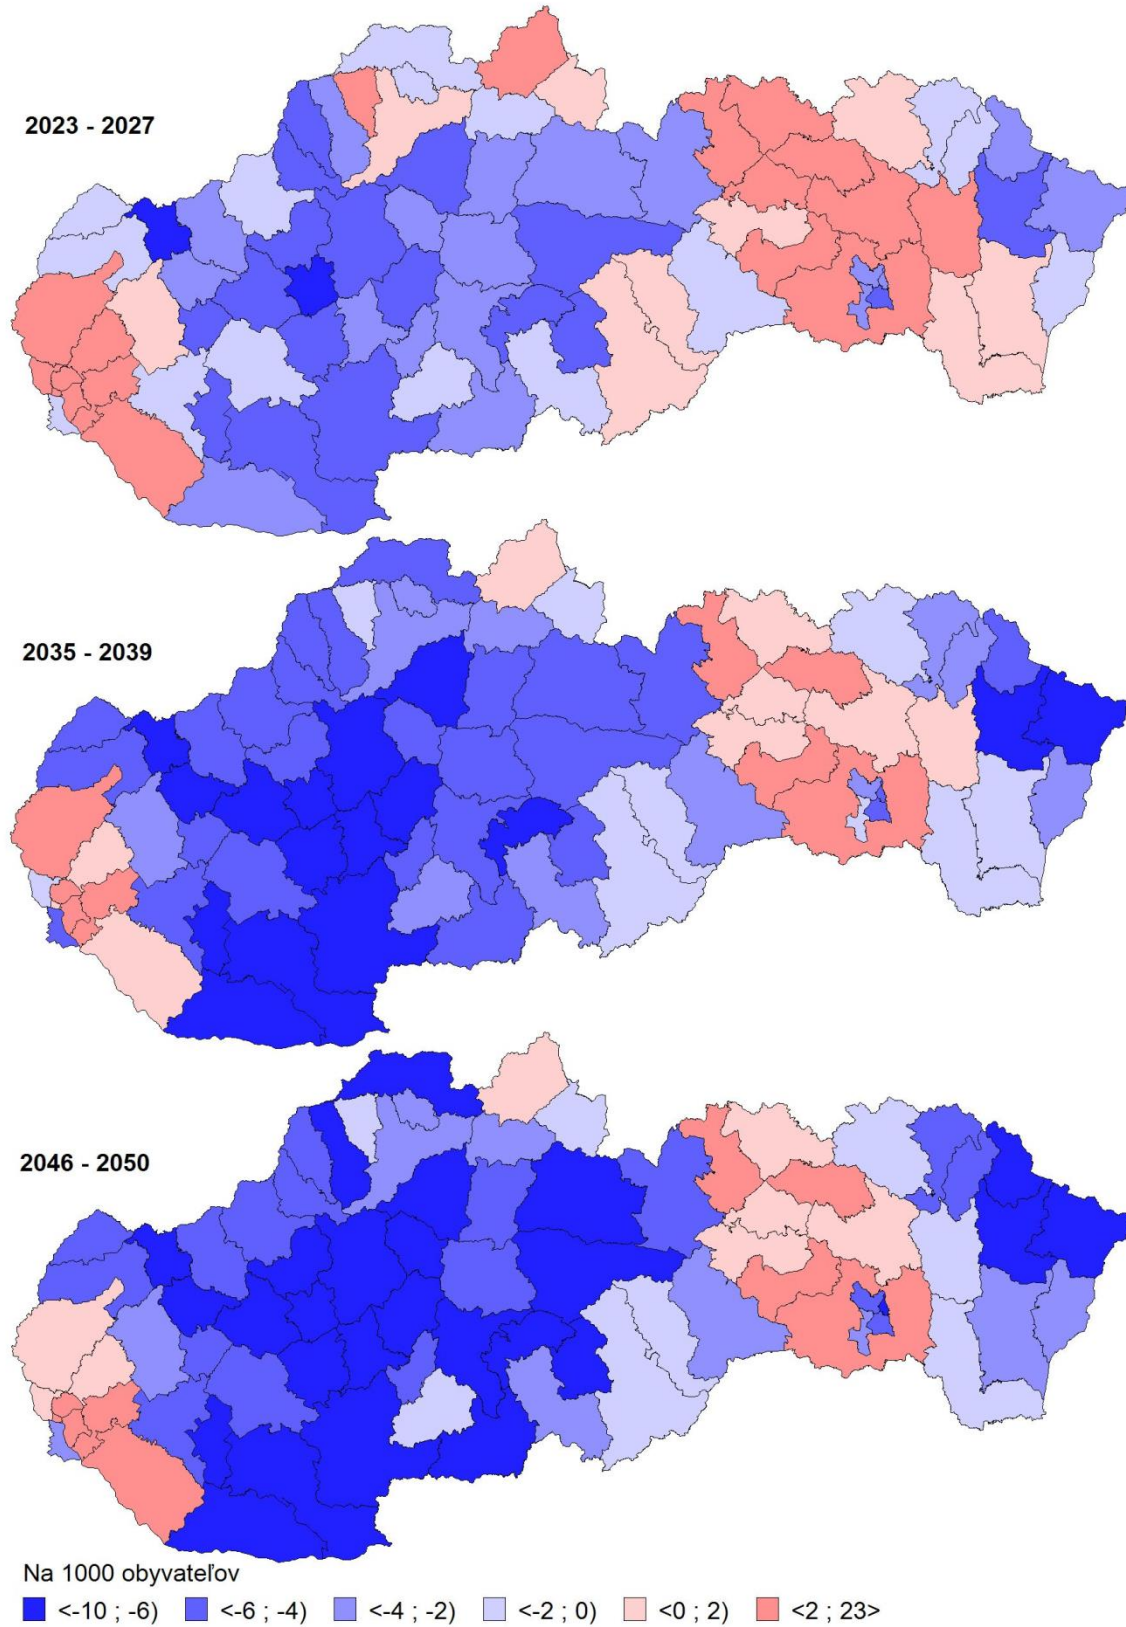 2023 - 2027
2035 - 2039
2046 - 2050
Na 1000 obyvateľov
<-10 ; -6) <-6 ; -4) <-4 ; -2) <-2 ; 0) <0 ; 2) <2 ; 23>